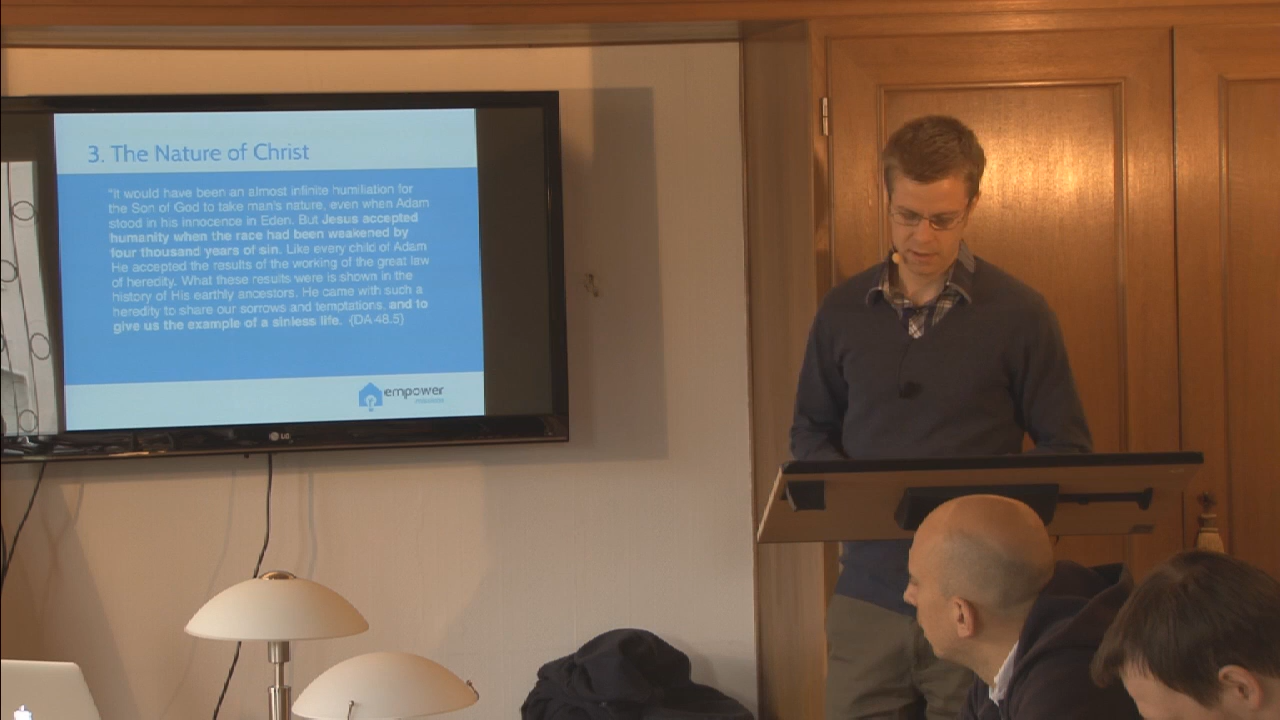 3. The Nature of Christ
"It would have been an almost infinite humiliation for
the Son of God to take man's nature, even when Adam
stood in his innocence in Eden. But Jesus accepted
humanity when the race had been weakened by
four thousand years of sin. Like every child of Adam
He accepted the results of the working of the great law
of heredity. What these results were is shown in the
history of His earthly ancestors. He came with such a
heredity to share our sorrows and temptations, and to
give us the example of a sinless life. {DA 48.5}
empower
LG